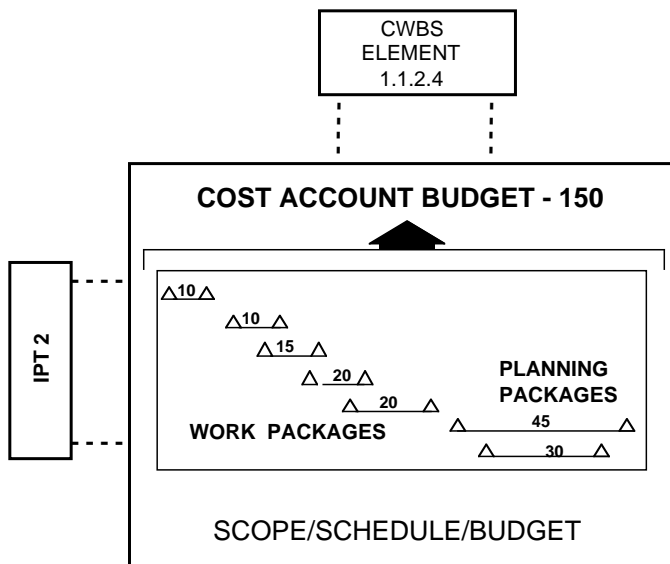 CWBS
ELEMENT
1.1.2.4
COST ACCOUNT BUDGET - 150
IPT 2
10
10
15
20
20
WORK PACKAGES
PLANNING
PACKAGES
45
30
SCOPE/SCHEDULE/BUDGET